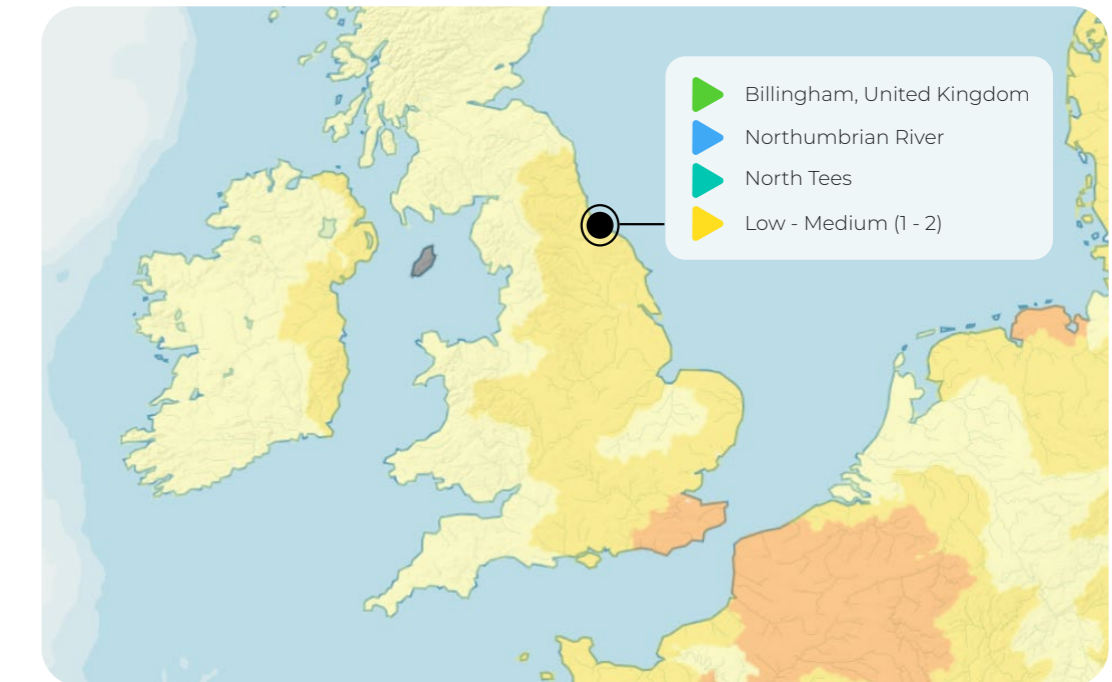 Billingham, United Kingdom
Northumbrian River
North Tees
Low - Medium (1 - 2)